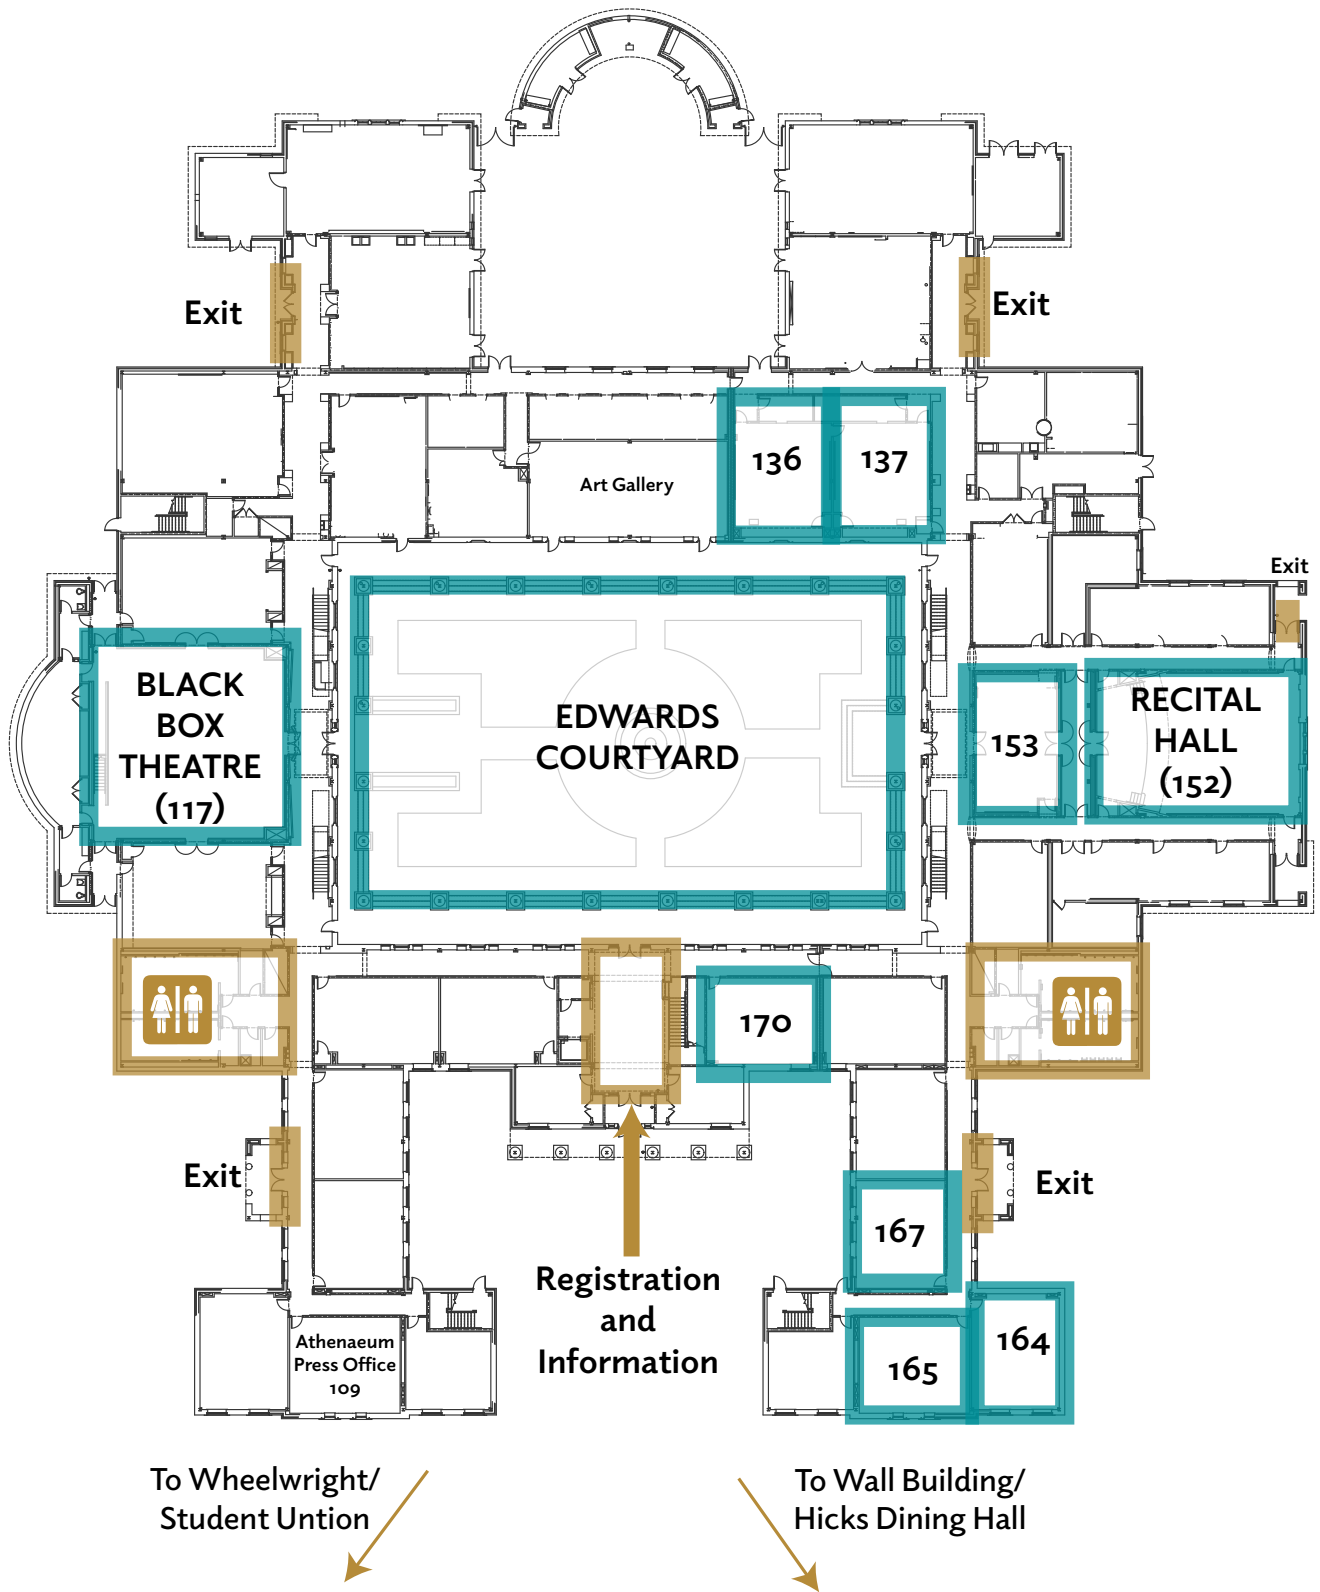 Exit
Exit
136
137
Art Gallery
Exit
BLACK
BOX
THEATRE
(117)
EDWARDS
COURTYARD
153
RECITAL
HALL
(152)
170
Exit
Exit
167
Registration
and
Information
Athenaeum
Press Office
109
165
164
To Wheelwright/
Student Untion
To Wall Building/
Hicks Dining Hall